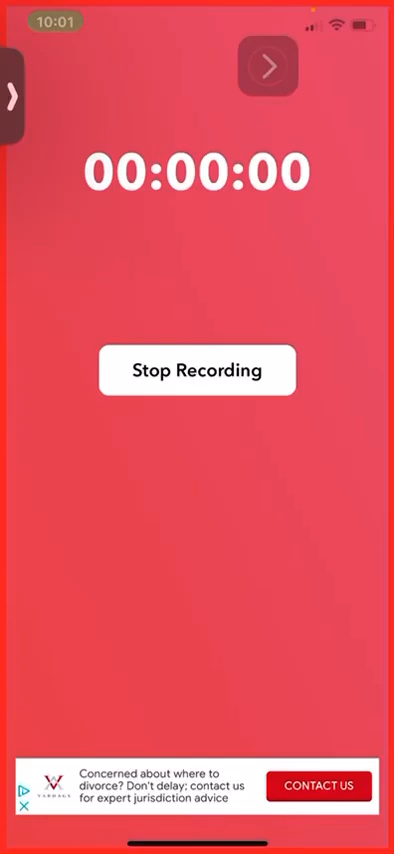 10:01
00:00:00
Stop Recording
Concerned about where to
divorce? Don't delay; contact us
for expert jurisdiction advice
VARDAGS
CONTACT US